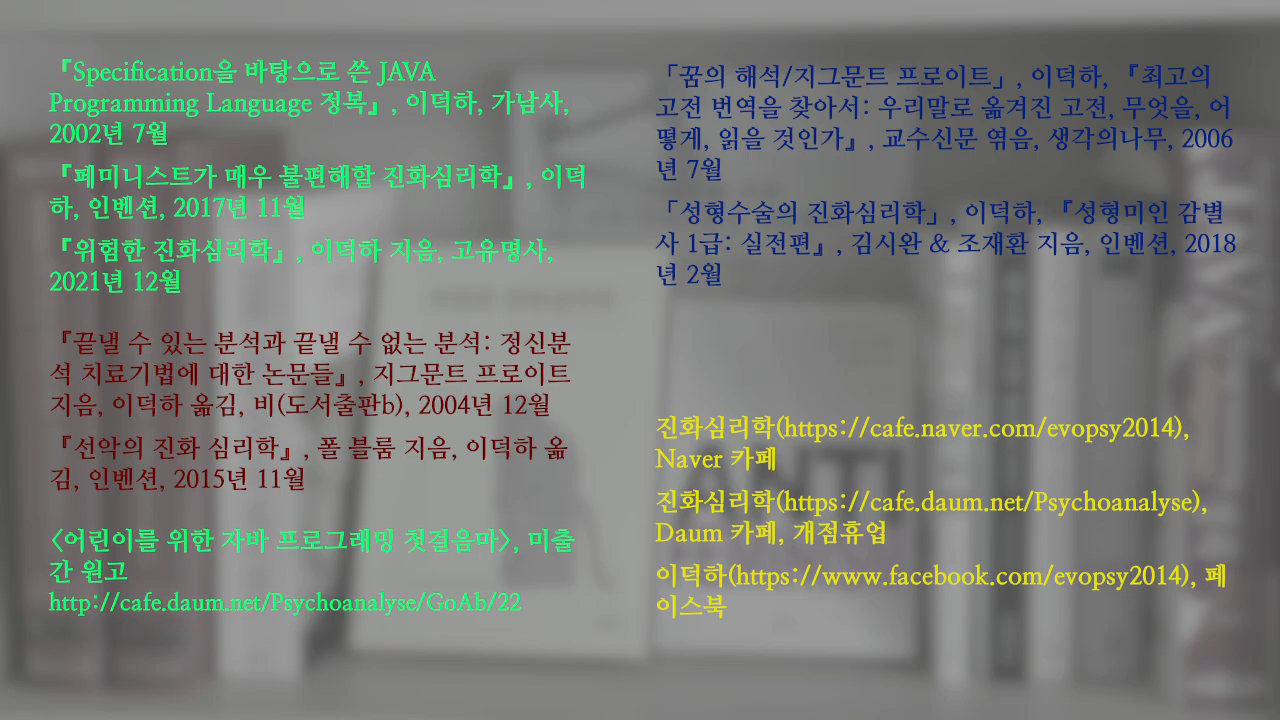 『Specification을 바탕으로 쓴 JAVA
Programming Language 정복』, 이덕하, 가남사,
2002년 7월
『페미니스트가 매우 불편해할 진화심리학』, 이덕
하, 인벤션, 2017년 11월
『위험한 진화심리학』, 이덕하 지음, 고유명사,
2021년 12월
『끝낼 수 있는 분석과 끝낼 수 없는 분석: 정신분
석 치료기법에 대한 논문들』, 지그문트 프로이트
지음, 이덕하 옮김, 비(도서출판b), 2004년 12월
『선악의 진화 심리학』, 폴 블룸 지음, 이덕하 옮
김, 인벤션, 2015년 11월
<어린이를 위한 자바 프로그래밍 첫걸음마>, 미출
간 원고
http://cafe.daum.net/Psychoanalyse/GoAb/22
「꿈의 해석/지그문트 프로이트」, 이덕하, 『최고의
고전 번역을 찾아서: 우리말로 옮겨진 고전, 무엇을, 어
떻게, 읽을 것인가』, 교수신문 엮음, 생각의나무, 2006
년 7월
「성형수술의 진화심리학」, 이덕하, 『성형미인 감별
사 1급: 실전편』, 김시완 & 조재환 지음, 인벤션, 2018
년 2월
진화심리학(https://cafe.naver.com/evopsy2014),
Naver 카페
진화심리학(https://cafe.daum.net/Psychoanalyse),
Daum 카페, 개점휴업
이덕하(https://www.facebook.com/evopsy2014), 페
이스북